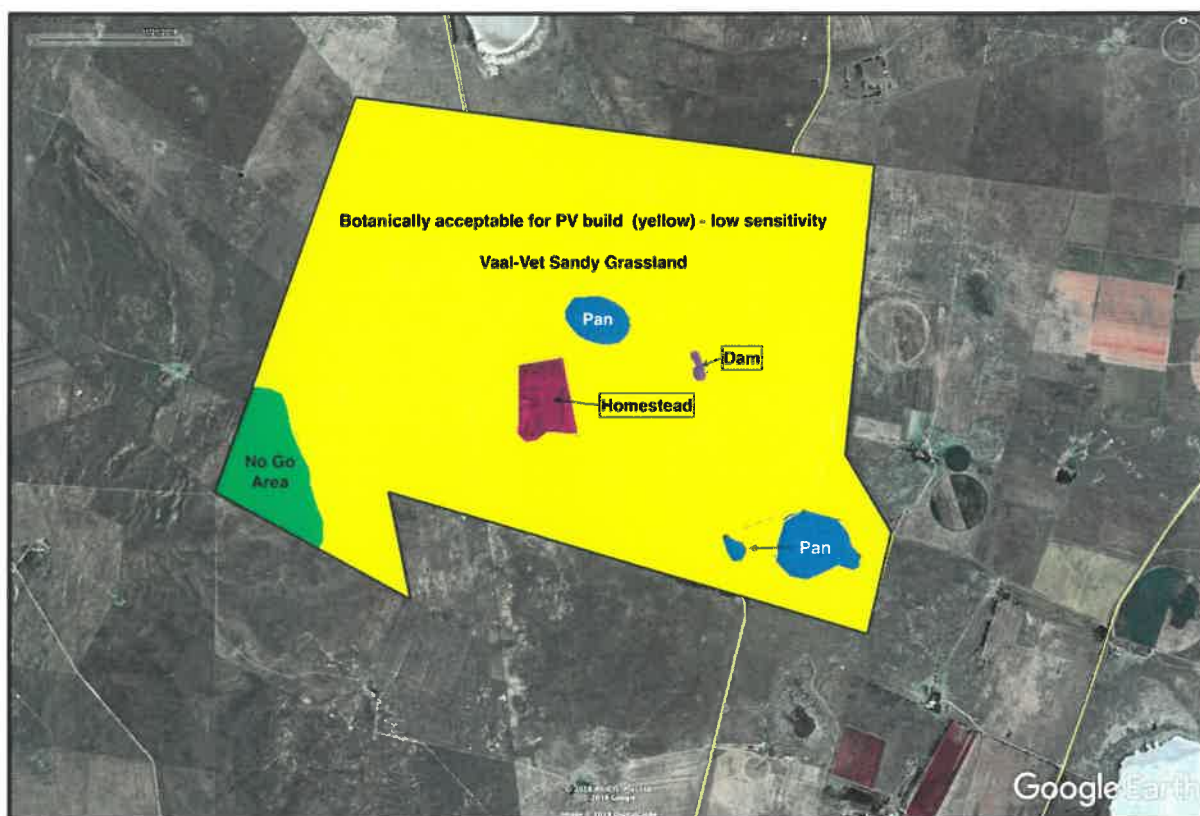 Botanically acceptable for PV build (yellow) - low sensitivity
Vaal-Vet Sandy Grassland
Pan
Dam
Homestead
No Go
Area
Pan
Google Earth